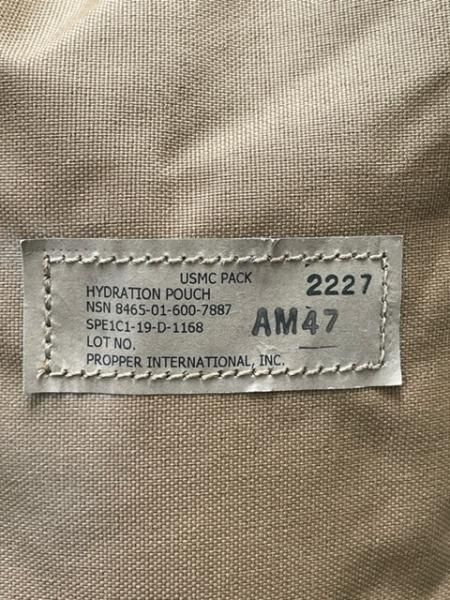 USMC PACK
2227
HYDRATION POUCH
NSN 8465-01-600-7887
SPE1C1-19-D-1168
AM47
LOT NO.
PROPPER INTERNATIONAL, INC.